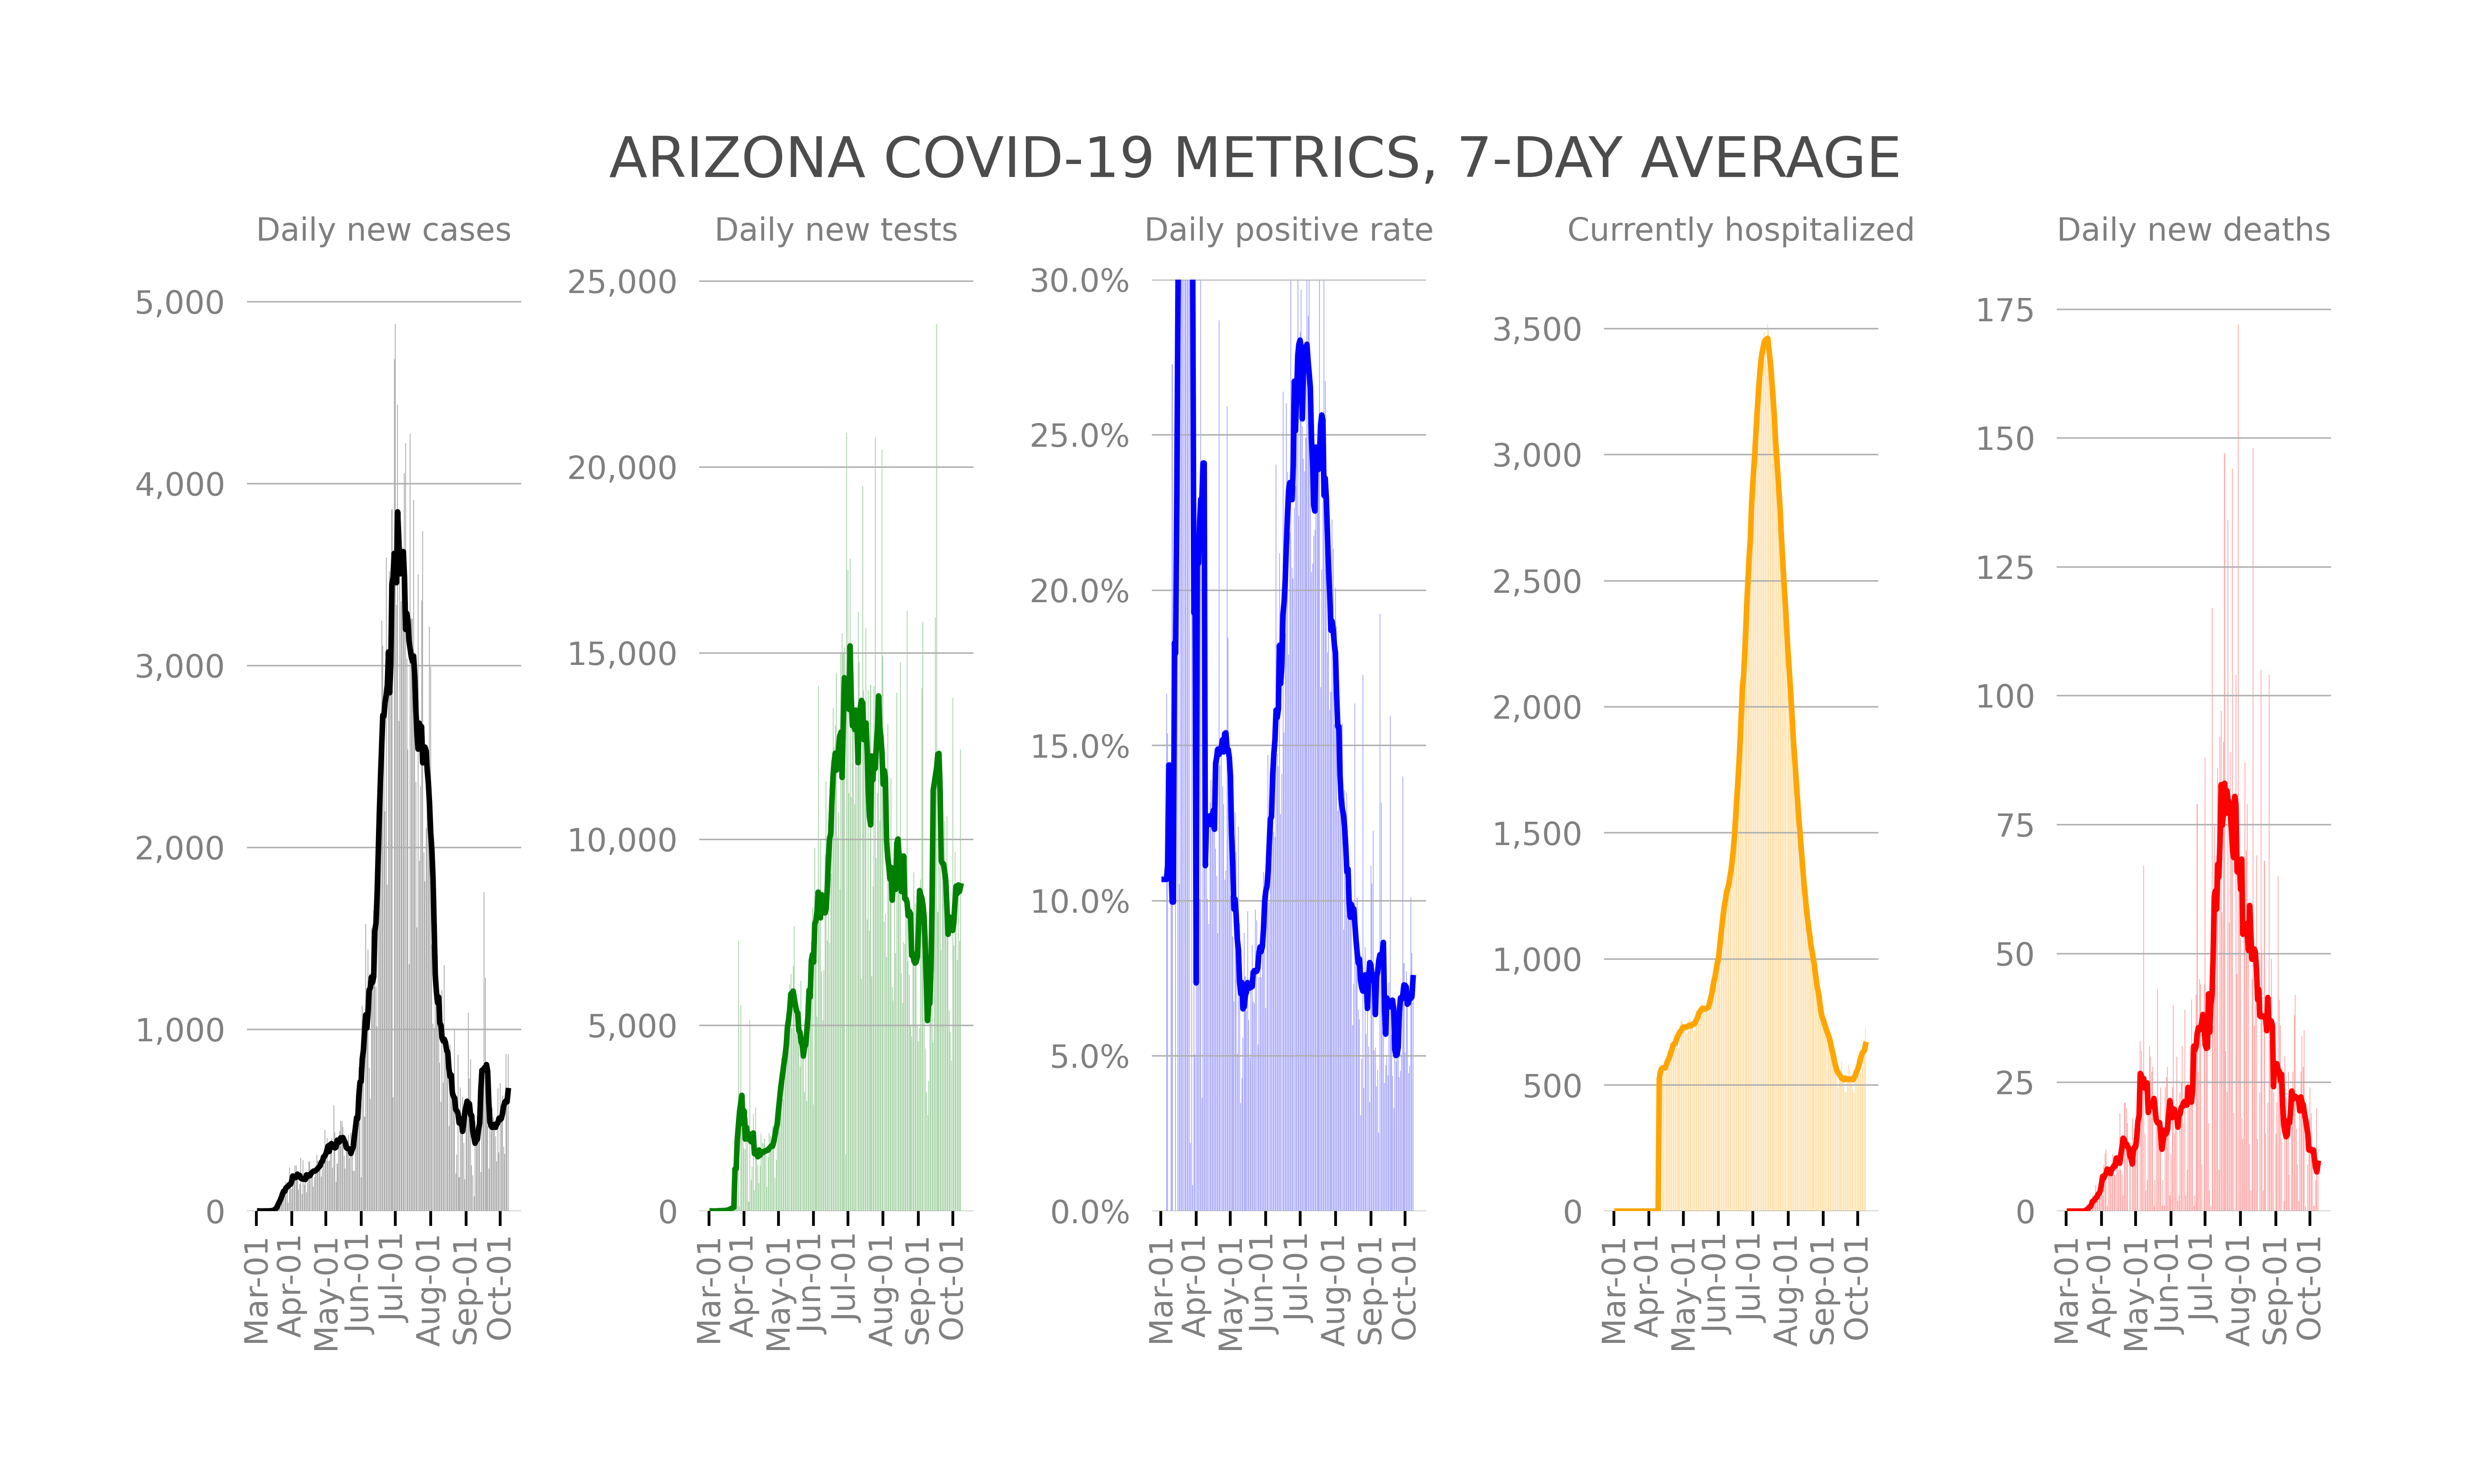 ARIZONA COVID-19 METRICS, 7-DAY AVERAGE
Daily new cases
5,000
4,000
3,000
2,000
1,000
0
Mar-01
Apr-01
May-01
Jun-01
Jul-01
Aug-01
Sep-01
Oct-01
Daily new tests
25,000
20,000
15,000
10,000
5,000
0
Mar-01
Apr-01
May-01
Jun-01
Jul-01
Aug-01
Sep-01
Oct-01
Daily positive rate
30.0%
25.0%
20.0%
15.0%
10.0%
5.0%
0.0%
Mar-01
Apr-01
May-01
Jun-01
Jul-01
Aug-01
Sep-01
Oct-01
Currently hospitalized
3,500
3,000
2,500
2,000
1,500
1,000
500
0
Mar-01
Apr-01
May-01
Jun-01
Jul-01
Aug-01
Sep-01
Oct-01
Daily new deaths
175
150
125
100
75
50
25
0
Mar-01
Apr-01
May-01
Jun-01
Jul-01
Aug-01
Sep-01
Oct-01